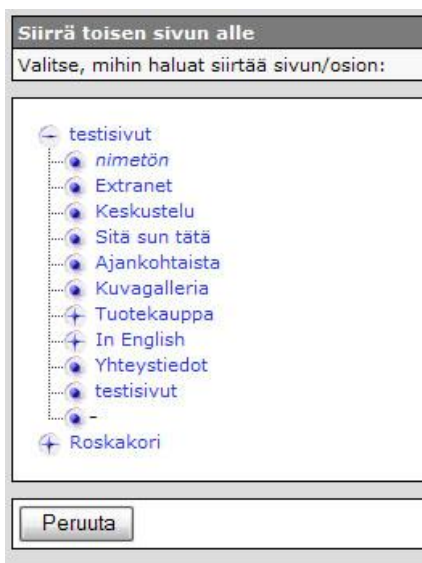 Siirrä toisen sivun alle
Valitse, mihin haluat siirtää sivun/osion:
testisivut
nimetön
Extranet
Keskustelu
Sitä sun tätä
Ajankohtaista
Kuvagalleria
Tuotekauppa
In English
Yhteystiedot
testisivut
-
Roskakori
Peruuta